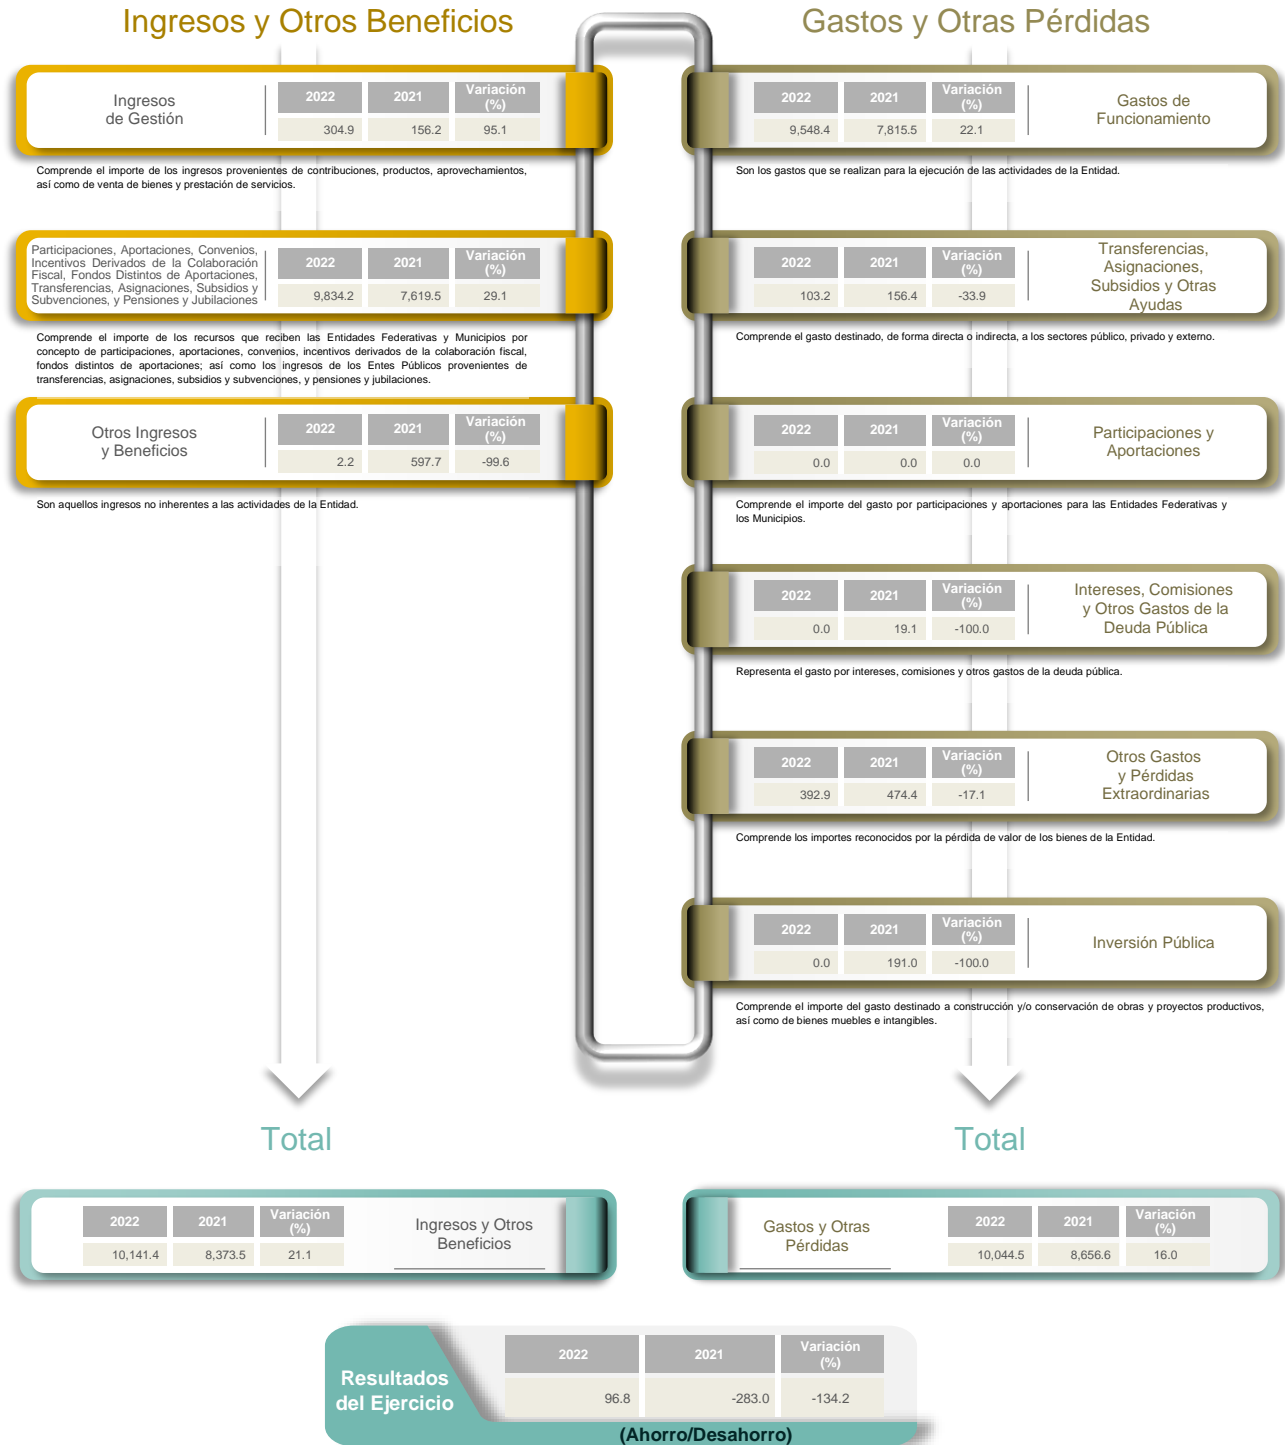 Ingresos y Otros Beneficios
Ingresos
de Gestión
2022 2021 Variación
(%)
304.9 156.2 95.1
Comprende el importe de los ingresos provenientes de contribuciones, productos, aprovechamientos,
así como de venta de bienes y prestación de servicios.
Participaciones, Aportaciones, Convenios,
Incentivos Derivados de la Colaboración
Fiscal, Fondos Distintos de Aportaciones,
Transferencias, Asignaciones, Subsidios y
Subvenciones, y Pensiones y Jubilaciones
2022 2021 Variación
(%)
9,834.2 7,619.5 29.1
Comprende el importe de los recursos que reciben las Entidades Federativas y Municipios por
concepto de participaciones, aportaciones, convenios, incentivos derivados de la colaboración fiscal,
fondos distintos de aportaciones; así como los ingresos de los Entes Públicos provenientes de
transferencias, asignaciones, subsidios y subvenciones, y pensiones y jubilaciones.
Otros Ingresos
y Beneficios
2022 2021 Variación
(%)
2.2 597.7 -99.6
Son aquellos ingresos no inherentes a las actividades de la Entidad.
Gastos y Otras Pérdidas
2022 2021 Variación
(%)
9,548.4 7,815.5 22.1
Gastos de
Funcionamiento
Son los gastos que se realizan para la ejecución de las actividades de la Entidad.
2022 2021 Variación
(%)
103.2 156.4 -33.9
Transferencias,
Asignaciones,
Subsidios y Otras
Ayudas
Comprende el gasto destinado, de forma directa o indirecta, a los sectores público, privado y externo.
2022 2021 Variación
(%)
0.0 0.0 0.0
Participaciones y
Aportaciones
Comprende el importe del gasto por participaciones y aportaciones para las Entidades Federativas y
los Municipios.
2022 2021 Variación
(%)
0.0 19.1 -100.0
Intereses, Comisiones
y Otros Gastos de la
Deuda Pública
Representa el gasto por intereses, comisiones y otros gastos de la deuda pública.
2022 2021 Variación
(%)
392.9 474.4 -17.1
Otros Gastos
y Pérdidas
Extraordinarias
Comprende los importes reconocidos por la pérdida de valor de los bienes de la Entidad.
2022 2021 Variación
(%)
0.0 191.0 -100.0
Inversión Pública
Comprende el importe del gasto destinado a construcción y/o conservación de obras y proyectos productivos,
así como de bienes muebles e intangibles.
Total
2022 2021 Variación
(%)
10,141.4 8,373.5 21.1
Ingresos y Otros
Beneficios
Total
Gastos y Otras
Pérdidas
2022 2021 Variación
(%)
10,044.5 8,656.6 16.0
Resultados
del Ejercicio
2022 2021 Variación
(%)
96.8 -283.0 -134.2
(Ahorro/Desahorro)